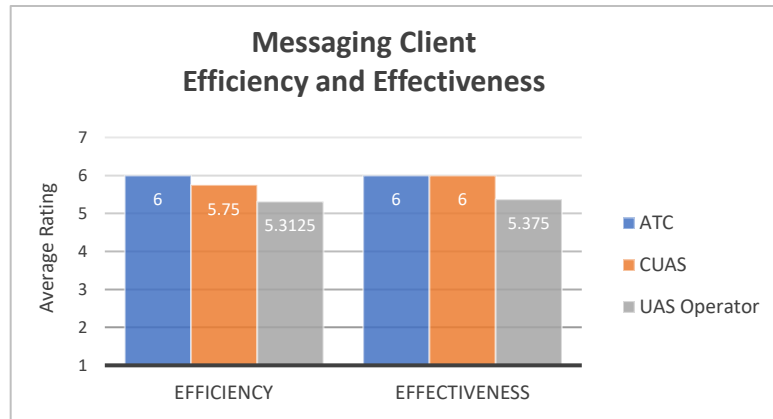 Messaging Client
Efficiency and Effectiveness
7
6
5
4
3
2
1
Average Rating
6
5.75
5.3125
6
6
5.375
EFFICIENCY
EFFECTIVENESS
ATC
CUAS
UAS Operator